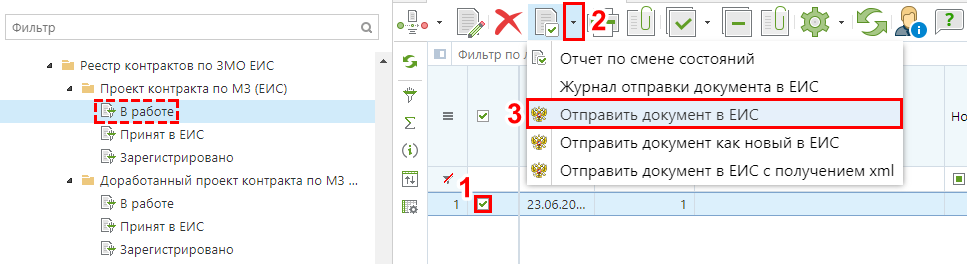 Фильтр
Реестр контрактов по ЗМО ЕИС
Проект контракта по МЗ (ЕИС)
В работе
Принят в ЕИС
Зарегистрировано
Доработанный проект контракта по МЗ ...
В работе
Принят в ЕИС
Зарегистрировано
2
?
Фильтр по л
Отчет по смене состояний
Журнал отправки документа в ЕИС
3 Отправить документ в ЕИС
Отправить документ как новый в ЕИС
Отправить документ в ЕИС с получением xml
Но
1
1 23.06.20... 1